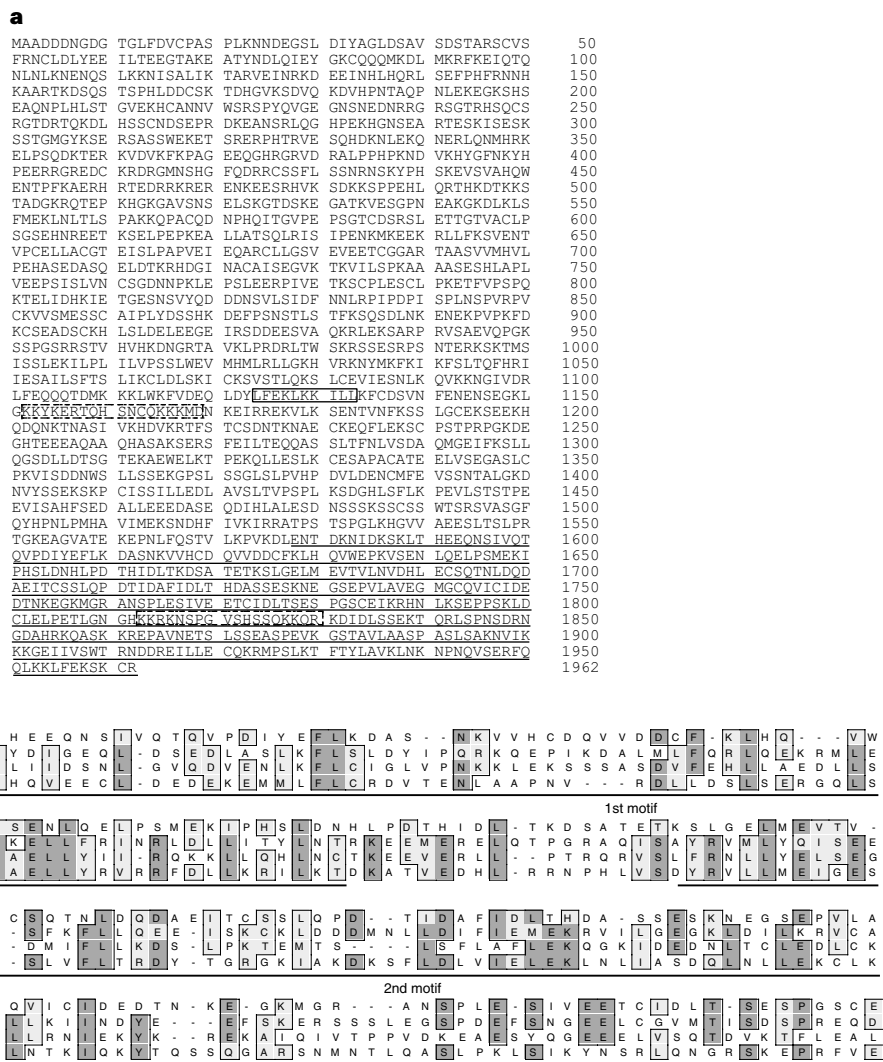 a
MAADDDNGDG TGLFDVCPAS PLKNNDEGSL DIYAGLDSAV SDSTARSCVS 50
FRNCLDLYEE ILTEEGTAKE ATYNDLQIEY GKCQQQMKDL MKRFKEIQTQ 100
NLNLKNENQS LKKNISALIK TARVEINRKD EEINHLHQRL SEFPHFRNNH 150
KAARTKDSQS TSPHLDDCSK TDHGVKSDVQ KDVHPNTAQP NLEKEGKSHS 200
EAQNPLHLST GVEKHCANNV WSRSPYQVGE GNSNEDNRRG RSGTRHSQCS 250
RGTDRTQKDL HSSCNDSEPR DKEANSRLQG HPEKHGNSEA RTESKISESK 300
SSTGMGYKSE RSASSWEKET SRERPHTRVE SQHDKNLEKQ NERLQNMHRK 350
ELPSQDKTER KVDVKFKPAG EEQGHRGRVD RALPPHPKND VKHYGFNKYH 400
PEERRGREDC KRDRGMNSHG FQDRRCSSFL SSNRNSKYPH SKEVSVAHQW 450
ENTPFKAERH RTEDRRKRER ENKEESRHVK SDKKSPPEHL QRTHKDTKKS 500
TADGKRQTEP KHGKGAVSNS ELSKGTDSKE GATKVESGPN EAKGKDLKLS 550
FMEKLNLTLS PAKKQPACQD NPHQITGVPE PSGTCDSRSL ETTGTVACLP 600
SGSEHNREET KSELPEPKEA LLATSQLRIS IPENKMKEEK RLLFKSVENT 650
VPCELLACGT EISLPAPVEI EQARCLLGSV EVEETCGGAR TAASVVMHVL 700
PEHASEDASQ ELDTKRHDGI NACAISEGVK TKVILSPKAA AASESHLAPL 750
VEEPSISLVN CSGDNNPKLE PSLEERPIVE TKSCPLESCL PKETFVPSPQ 800
KTELIDHKIE TGESNSVYQD DDNSVLSIDF NNLRPIPDPI SPLNSPVRPV 850
CKVVSMESSC AIPLYDSSHK DEFPSNSTLS TFKSQSDLNK ENEKPVPKFD 900
KCSEADSCKH LSLDELEEGE IRSDDEESVA QKRLEKSARP RVSAEVQPGK 950
SSPGSRRSTV HVHKDNGRTA VKLPRDRLTW SKRSSESRPS NTERKSKTMS 1000
ISSLEKILPL ILVPSSLWEV MHMLRLLGKH VRKNYMKFKI KFSLTQFHRI 1050
IESAILSFTS LIKCLDLSKI CKSVSTLQKS LCEVIESNLK QVKKNGIVDR 1100
LFEQQQTDMK KKLWKFVDEQ LDYLFEKLKK ILLKFCDSVN FENENSEGKL 1150
GKKYKERTQH SNCQKKKMDN KEIRREKVLK SENTVNFKSS LGCEKSEEKH 1200
QDQNKTNASI VKHDVKRTFS TCSDNTKNAE CKEQFLEKSC PSTPRPGKDE 1250
GHTEEEAQAA QHASAKSERS FEILTEQQAS SLTFNLVSDA QMGEIFKSLL 1300
QGSDLLDTSG TEKAEWELKT PEKQLLESLK CESAPACATE ELVSEGASLC 1350
PKVISDDNWS LLSSEKGPSL SSGLSLPVHP DVLDENCMFE VSSNTALGKD 1400
NVYSSEKSKP CISSILLEDL AVSLTVPSPL KSDGHLSFLK PEVLSTSTPE 1450
EVISAHFSED ALLEEEDASE QDIHLALESD NSSSKSSCSS WTSRSVASGF 1500
QYHPNLPMHA VIMEKSNDHF IVKIRRATPS TSPGLKHGVV AEESLTSLPR 1550
TGKEAGVATE KEPNLFQSTV LKPVKDLENT DKNIDKSKLT HEEQNSIVQT 1600
QVPDIYEFLK DASNKVVHCD QVVDDCFKLH QVWEPKVSEN LQELPSMEKI 1650
PHSLDNHLPD THIDLTKDSA TETKSLGELM EVTVLNVDHL ECSQTNLDQD 1700
AEITCSSLQP DTIDAFIDLT HDASSESKNE GSEPVLAVEG MGCQVICIDE 1750
DTNKEGKMGR ANSPLESIVE ETCIDLTSES PGSCEIKRHN LKSEPPSKLD 1800
CLELPETLGN GHKKRKNSPG VSHSSQKKQR KDIDLSSEKT QRLSPNSDRN 1850
GDAHRKQASK KREPAVNETS LSSEASPEVK GSTAVLAASP ASLSAKNVIK 1900
KKGEIIVSWT RNDDREILLE CQKRMPSLKT FTYLAVKLNK NPNQVSERFQ 1950
QLKKLFEKSK CR 1962
H E E Q N S I V Q T Q V P D I Y E F L K D A S - - N K V V H C D Q V V D D C F - K L H Q - - - V W
Y D I G E Q L - D S E D L A S L K F L S L D Y I P Q R K Q E P I K D A L M L F Q R L Q E K R M L E
L I I D S N L - G V Q D V E N L K F L C I G L V P N K K L E K S S S A S D V F E H L L A E D L L S
H Q V E E C L - D E D E K E M M L F L C R D V T E N L A A P N V - - - R D L L D S L S E R G Q L S
1st motif
S E N L Q E L P S M E K I P H S L D N H L P D T H I D L - T K D S A T E T K S L G E L M E V T V -
K E L L F R I N R L D L L I T Y L N T R K E E M E R E L Q T P G R A Q I S A Y R V M L Y Q I S E E
A E L L Y I I - R Q K K L L Q H L N C T K E E V E R L L - - P T R Q R V S L F R N L L Y E L S E G
A E L L Y R V R R F D L L K R I L K T D K A T V E D H L - R R N P H L V S D Y R V L L M E I G E S
C S Q T N L D Q D A E I T C S S L Q P D - - T I D A F I D L T H D A - S S E S K N E G S E P V L A
- S F K F L L Q E E - I S K C K L D D D M N L L D I F I E M E K R V I L G E G K L D I L K R V C A
- D M I F L L K D S - L P K T E M T S - - - - L S F L A F L E K Q G K I D E D N L T C L E D L C K
- S L V F L T R D Y - T G R G K I A K D K S F L D L V I E L E K L N L I A S D Q L N L L E K C L K
2nd motif
Q V I C I D E D T N - K E - G K M G R - - - A N S P L E - S I V E E T C I D L T - S E S P G S C E
L L K I I N D Y E - - - E F S K E R S S S L E G S P D E F S N G E E L C G V M T I S D S P R E Q D
L L R N I E K Y K - - R E K A I Q I V T P P V D K E A E S Y Q G E E E L V S Q T D V K T F L E A L
L N T K I Q K Y T Q S S Q G A R S N M N T L Q A S L P K L S I K Y N S R L Q N G R S K E P R F V E